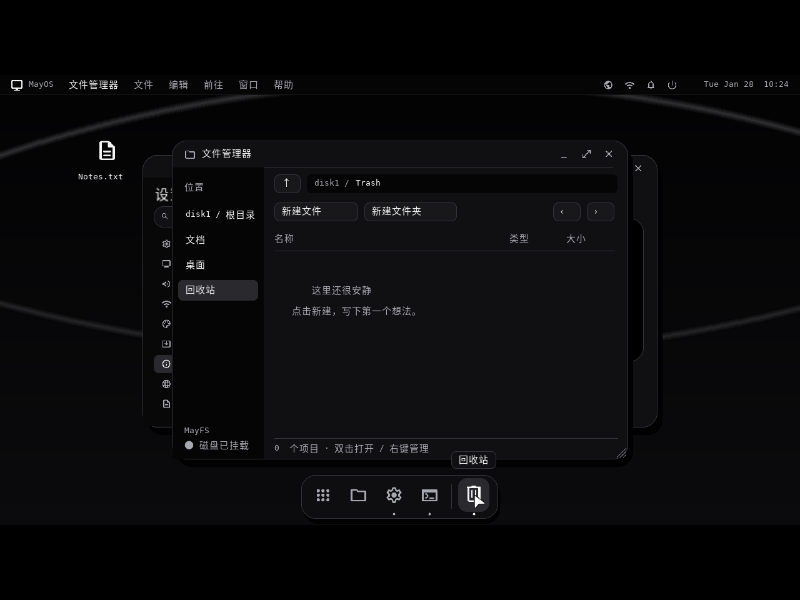 MayOS 文件管理器 文件 编辑 前往 窗口 帮助 Tue Jan 28 10:24
Notes.txt
设
文件管理器
位置
disk1 / 根目录
文档
桌面
回收站
MayFS
磁盘已挂载
↑ disk1 / Trash
新建文件 新建文件夹 ‹ ›
名称 类型 大小
这里还很安静
点击新建，写下第一个想法。
0 个项目 · 双击打开 / 右键管理
回收站